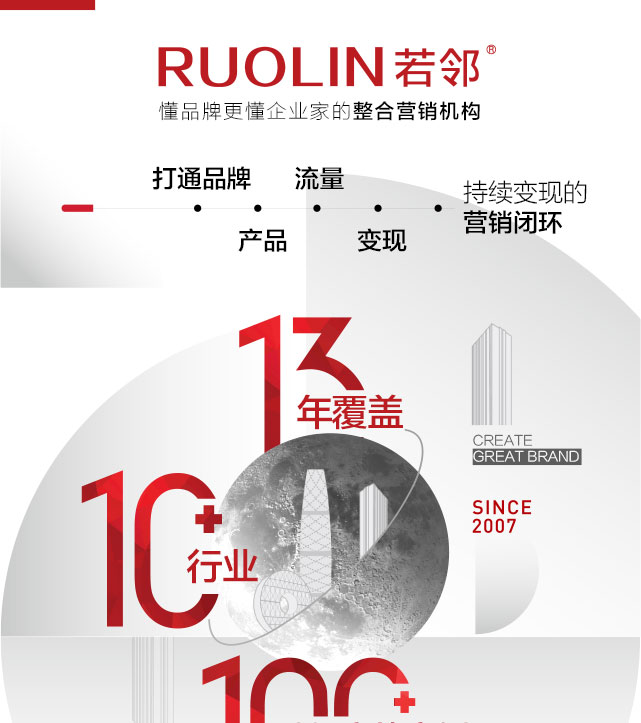 RUOLIN若邻®
懂品牌更懂企业家的整合营销机构
打通品牌
流量
产品
变现
持续变现的
营销闭环
13
年覆盖
CREATE
GREAT BRAND
10+
行业
SINCE
2007
100+